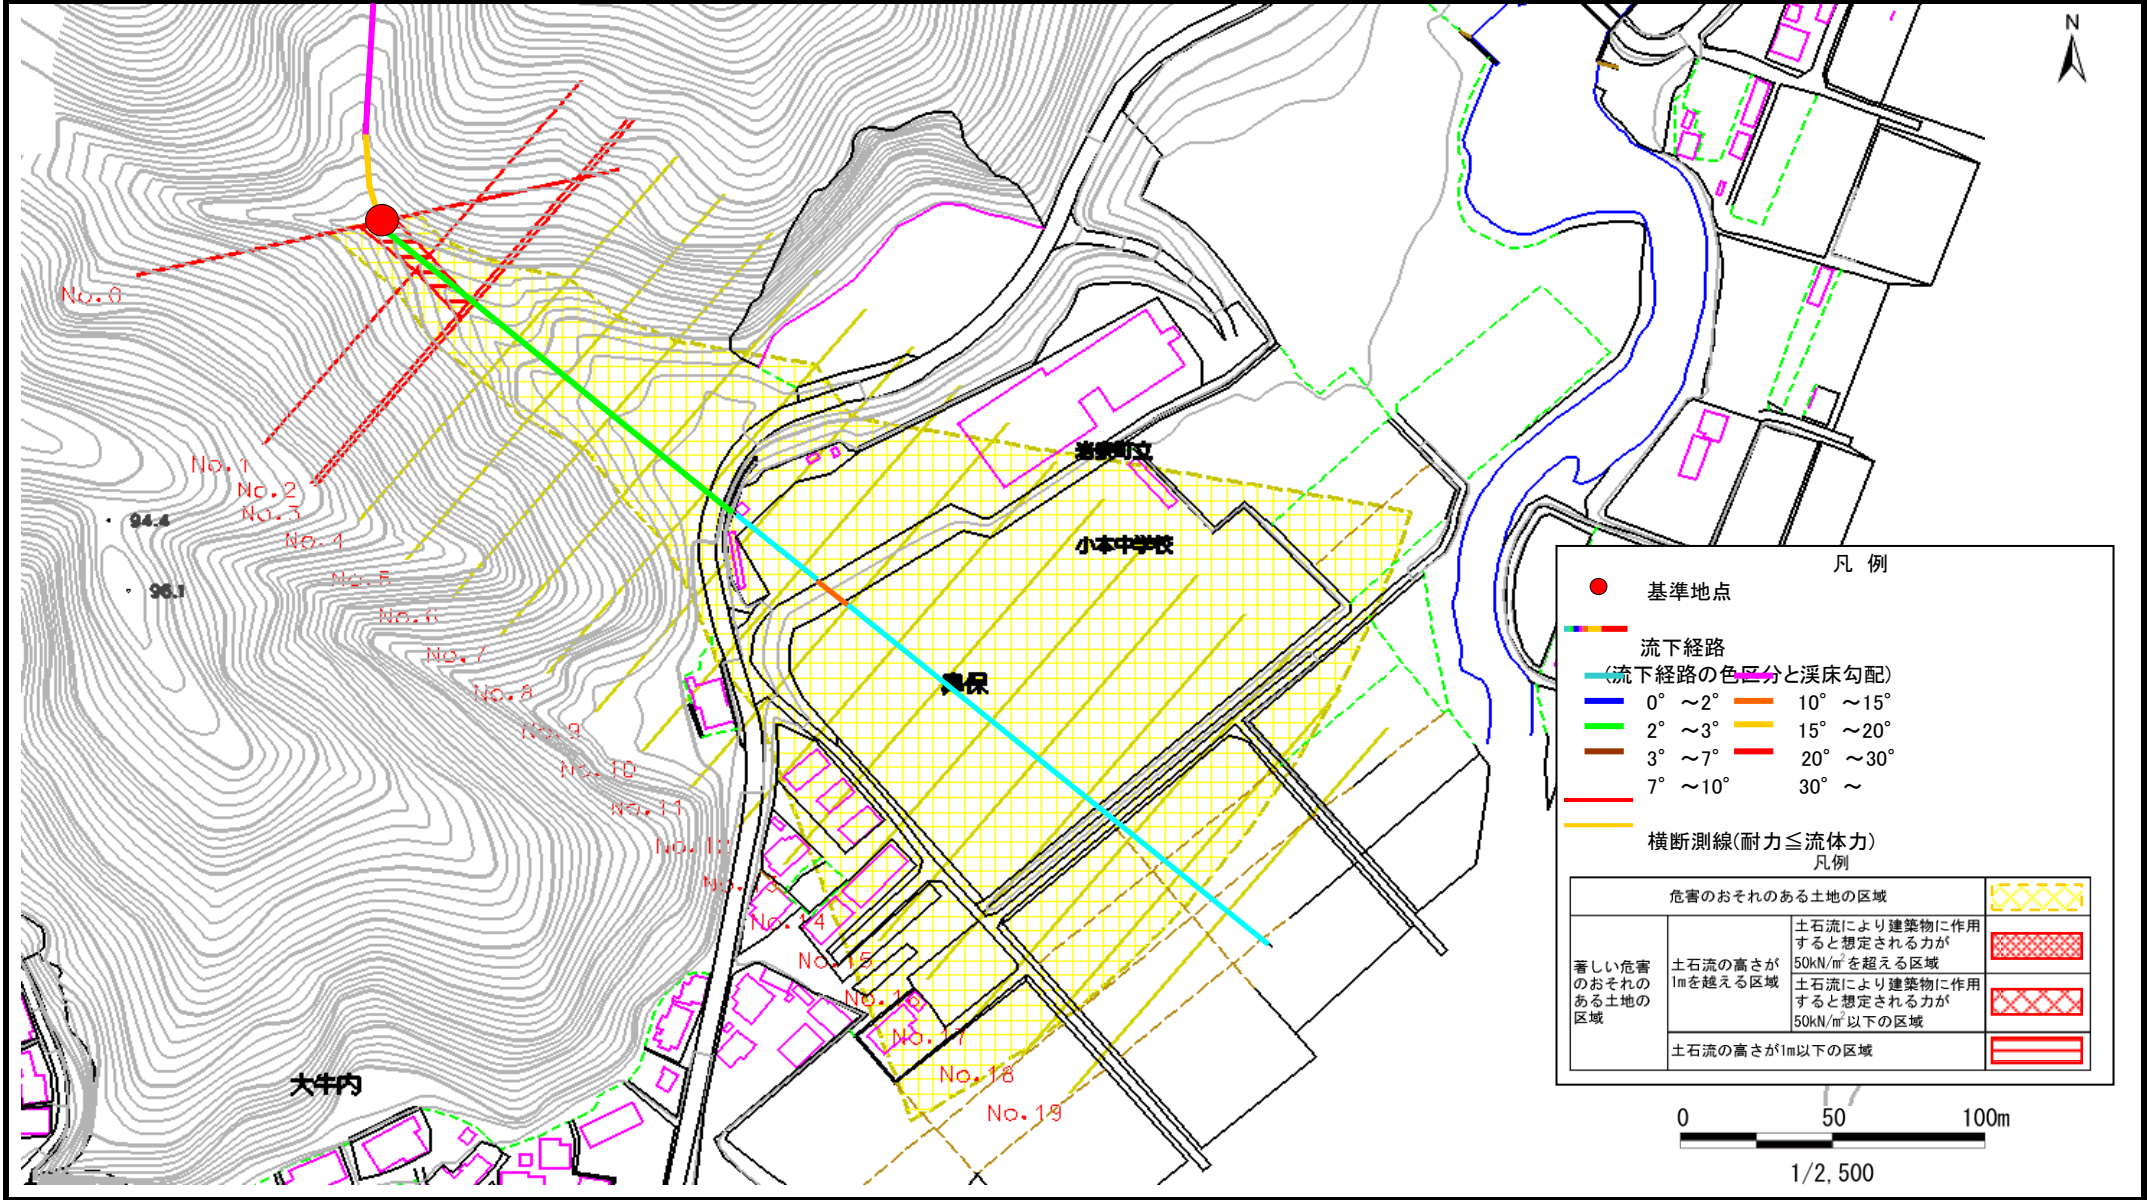 N
No.0
No.1
No.2
No.3
No.4
No.5
No.6
No.7
No.8
No.9
No.10
No.11
No.12
No.13
No.14
No.15
No.16
No.17
No.18
No.19
94.4
96.1
岩泉町立
小本中学校
大牛内
凡 例
基準地点
流下経路
(流下経路の色区分と渓床勾配)
0° ～2° 10° ～15°
2° ～3° 15° ～20°
3° ～7° 20° ～30°
7° ～10° 30° ～
横断測線(耐力≦流体力)
凡例
危害のおそれのある土地の区域
著しい危害
のおそれの
ある土地の
区域
土石流の高さが
1mを越える区域
土石流により建築物に作用
すると想定される力が
50kN/㎡を超える区域
土石流により建築物に作用
すると想定される力が
50kN/㎡以下の区域
土石流の高さが1m以下の区域
0 50 100m
1/2,500